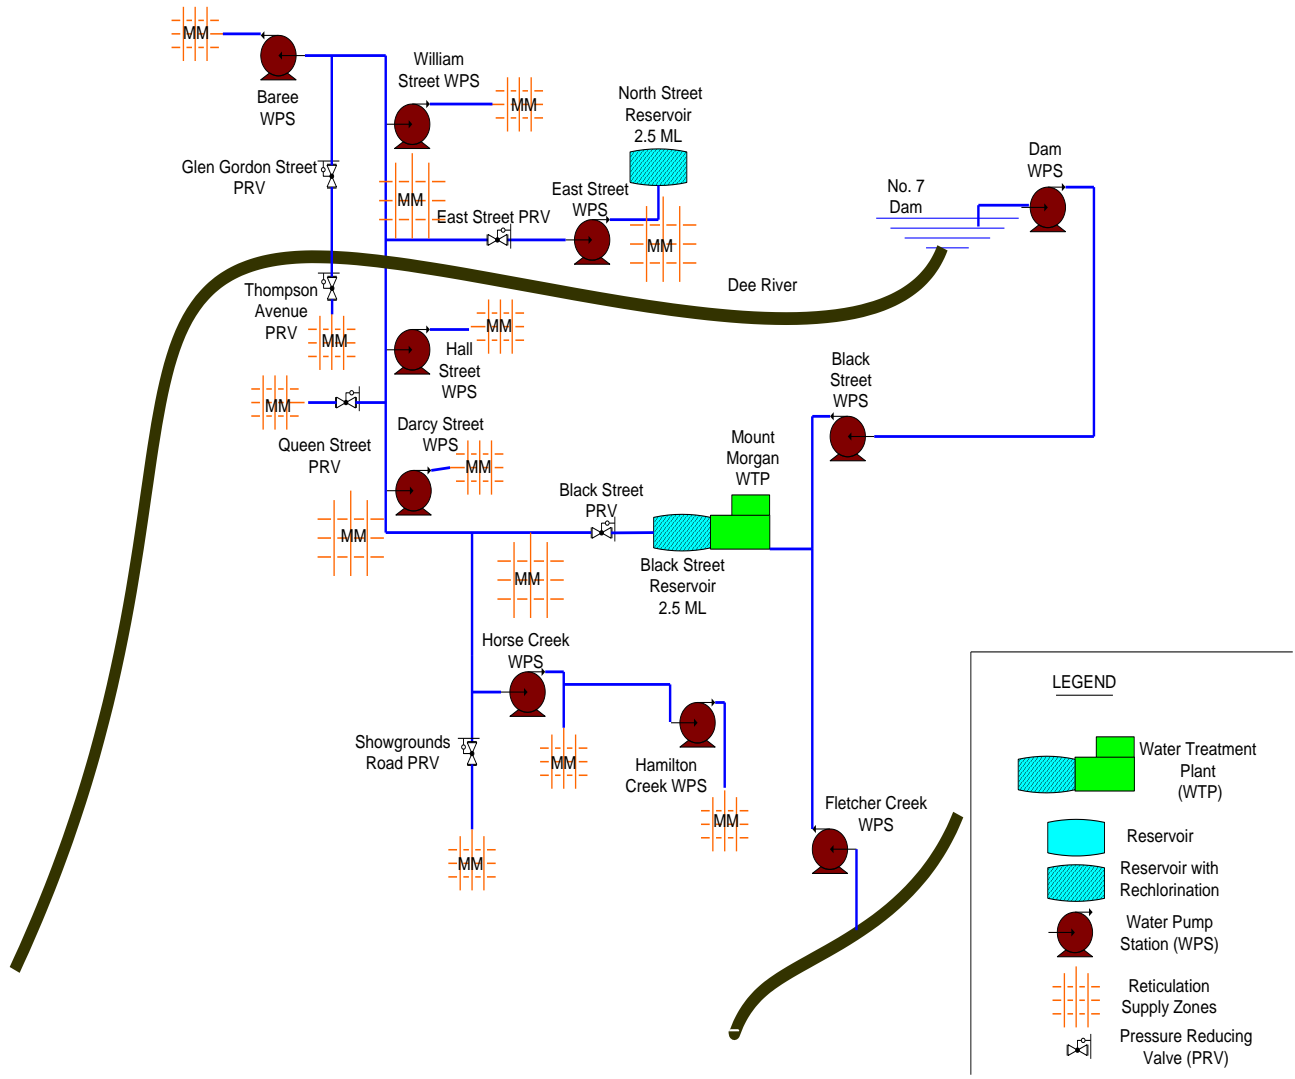 MM
Baree
WPS
William
Street WPS
MM
North Street
Reservoir
2.5 ML
Dam
WPS
Glen Gordon Street
PRV
MM
East Street
WPS
No. 7
Dam
East Street PRV
MM
Dee River
Thompson
Avenue
PRV
MM
MM
Hall
Street
WPS
Black
Street
WPS
MM
Queen Street
PRV
Darcy Street
WPS
MM
Mount
Morgan
WTP
Black Street
PRV
MM
MM
Black Street
Reservoir
2.5 ML
Horse Creek
WPS
Showgrounds
Road PRV
MM
Hamilton
Creek WPS
MM
MM
Fletcher Creek
WPS
LEGEND
Water Treatment
Plant
(WTP)
Reservoir
Reservoir with
Rechlorination
Water Pump
Station (WPS)
Reticulation
Supply Zones
Pressure Reducing
Valve (PRV)